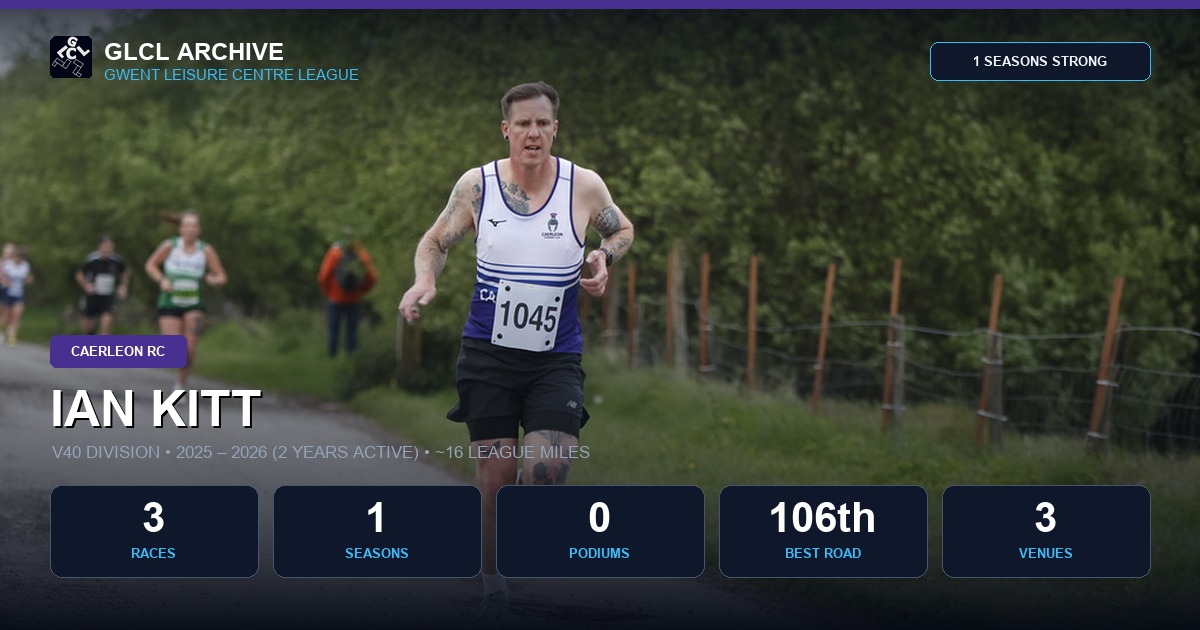 GLCL ARCHIVE
GWENT LEISURE CENTRE LEAGUE
1 SEASONS STRONG
CAERLEON
1045
CAERLEON RC
IAN KITT
V40 DIVISION • 2025 – 2026 (2 YEARS ACTIVE) • ~16 LEAGUE MILES
3
RACES
1
SEASONS
0
PODIUMS
106th
BEST ROAD
3
VENUES